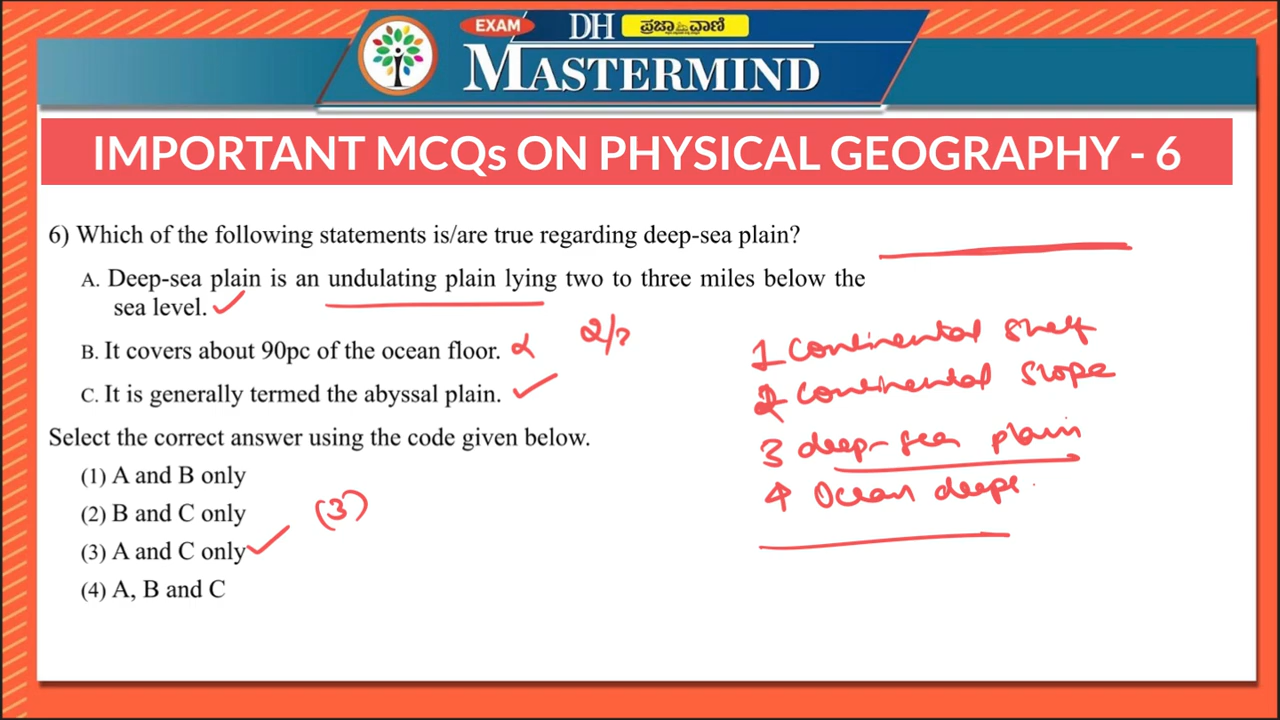 EXAM
DH ಪ್ರಜಾವಾಣಿ
MASTERMIND
IMPORTANT MCQs ON PHYSICAL GEOGRAPHY - 6
6) Which of the following statements is/are true regarding deep-sea plain?
A. Deep-sea plain is an undulating plain lying two to three miles below the
sea level.
B. It covers about 90pc of the ocean floor.
2/3
C. It is generally termed the abyssal plain.
Select the correct answer using the code given below.
(1) A and B only
(2) B and C only
(3)
(3) A and C only
(4) A, B and C
1 Continental Shelf
2 Continental Slope
3 deep-sea plain
4 Ocean deeps